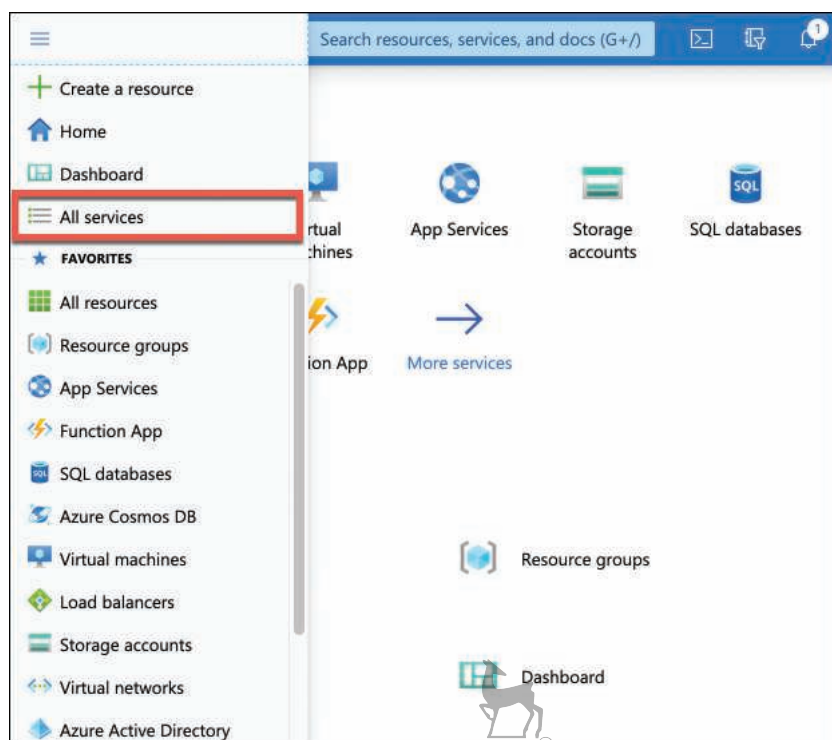 Search resources, services, and docs (G+/)
1
Create a resource
Home
Dashboard
All services
FAVORITES
All resources
Resource groups
App Services
Function App
SQL databases
Azure Cosmos DB
Virtual machines
Load balancers
Storage accounts
Virtual networks
Azure Active Directory
rtual
chines
App Services
Storage
accounts
SQL
SQL databases
ion App
More services
Resource groups
Dashboard